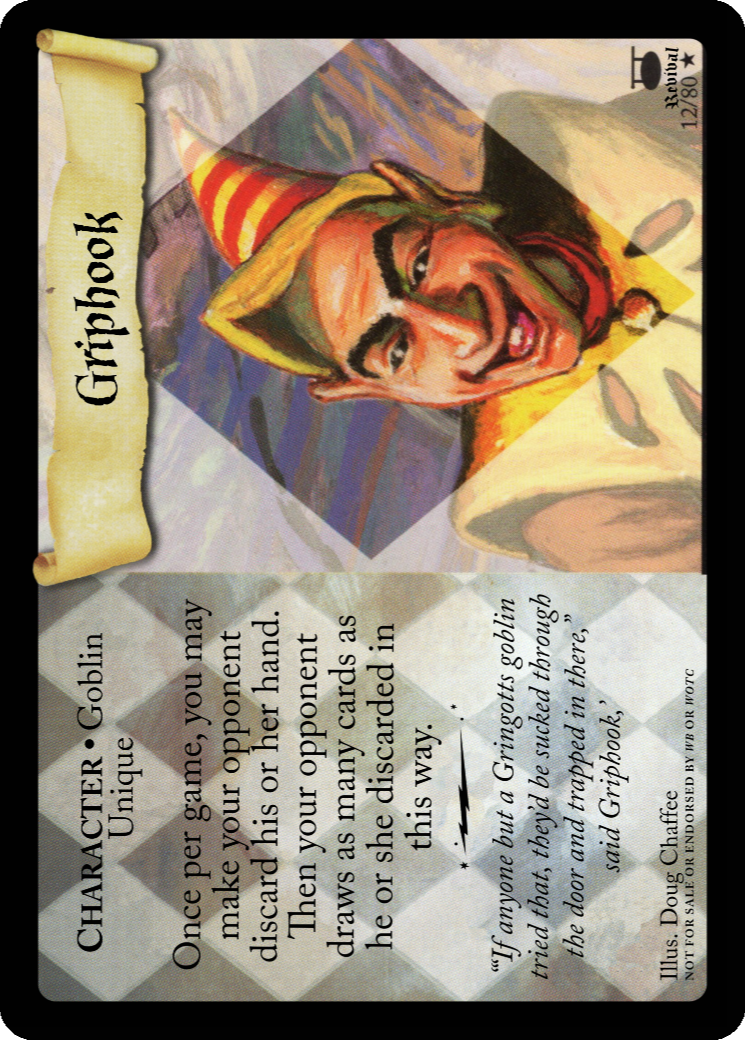 Griphook
CHARACTER • Goblin
Unique
Once per game, you may
make your opponent
discard his or her hand.
Then your opponent
draws as many cards as
he or she discarded in
this way.
“‘If anyone but a Gringotts goblin
tried that, they’d be sucked through
the door and trapped in there,”
said Griphook,’
Illus. Doug Chaffee
NOT FOR SALE OR ENDORSED BY WB OR WOTC
Revival
12/80 ★